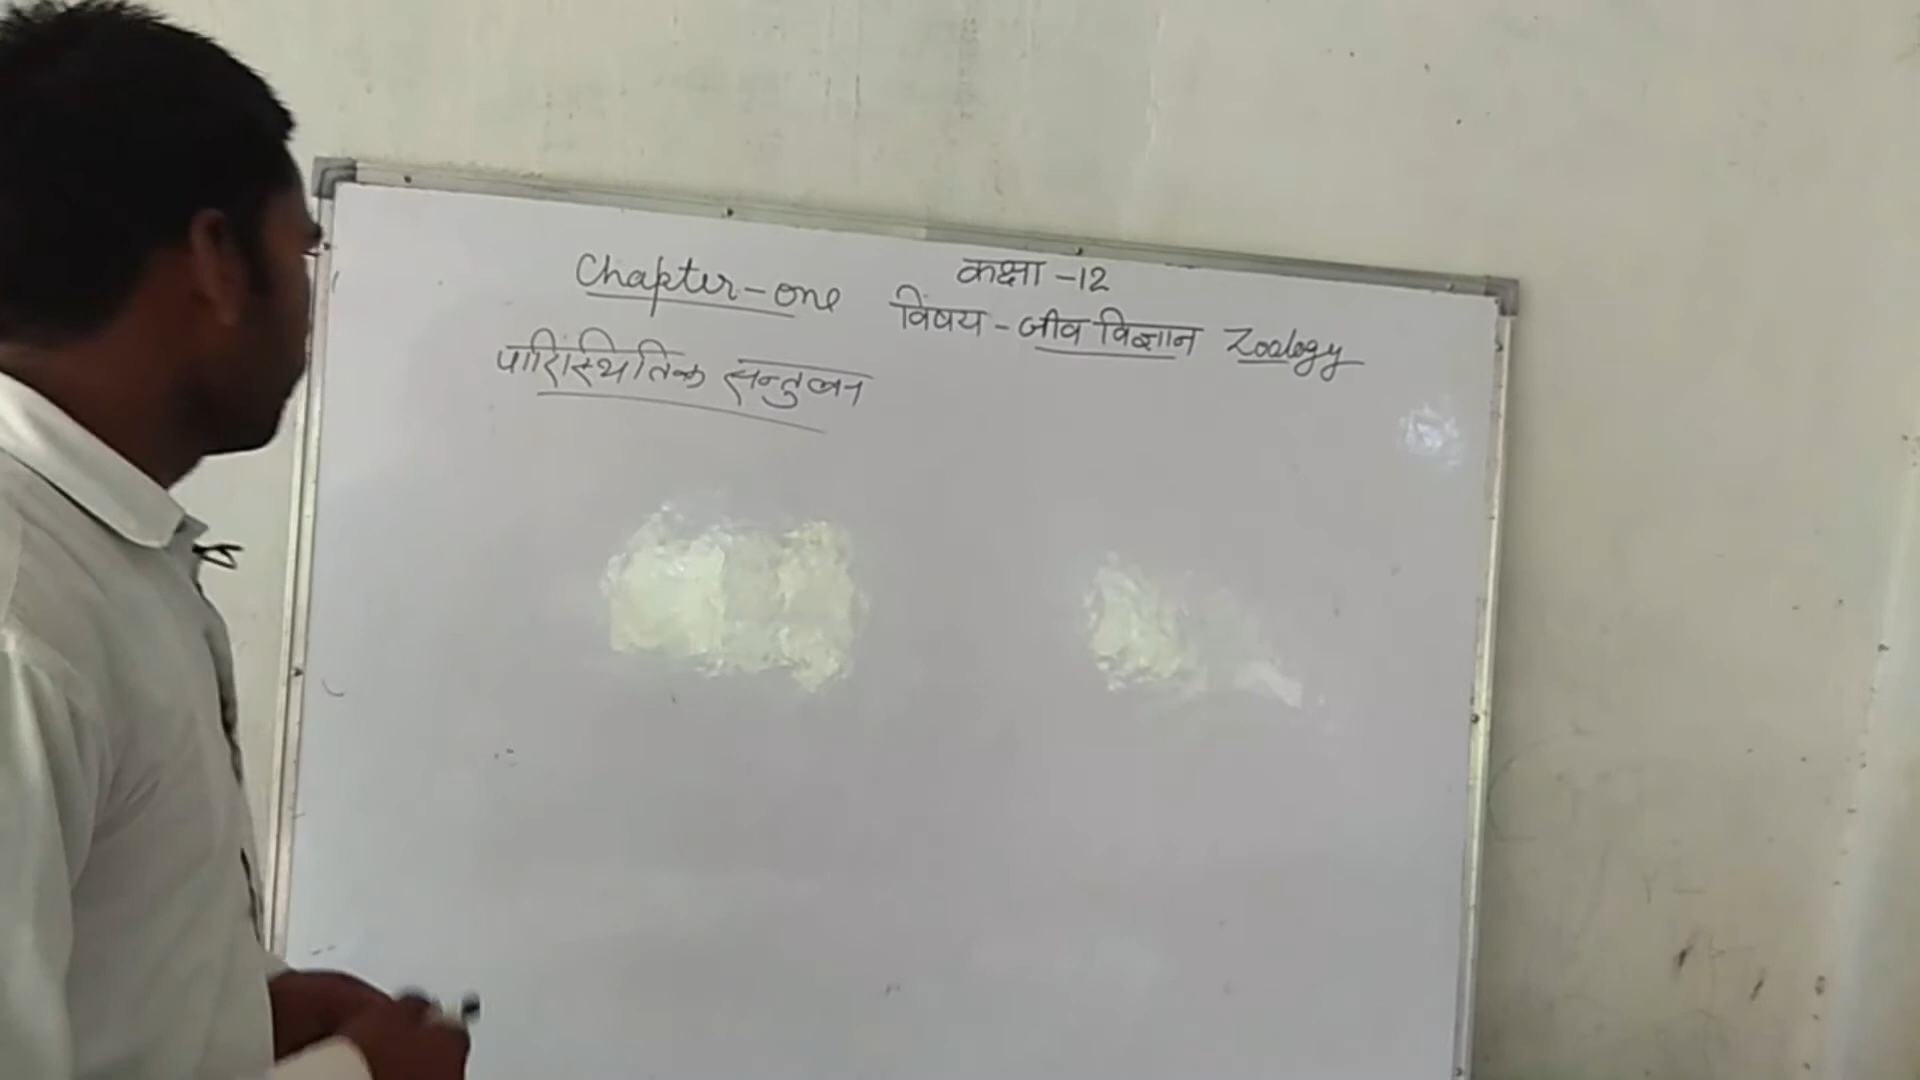 Chapter-one
कक्षा -12
विषय - जीव विज्ञान Zoology
पारिस्थितिक सन्तुलन